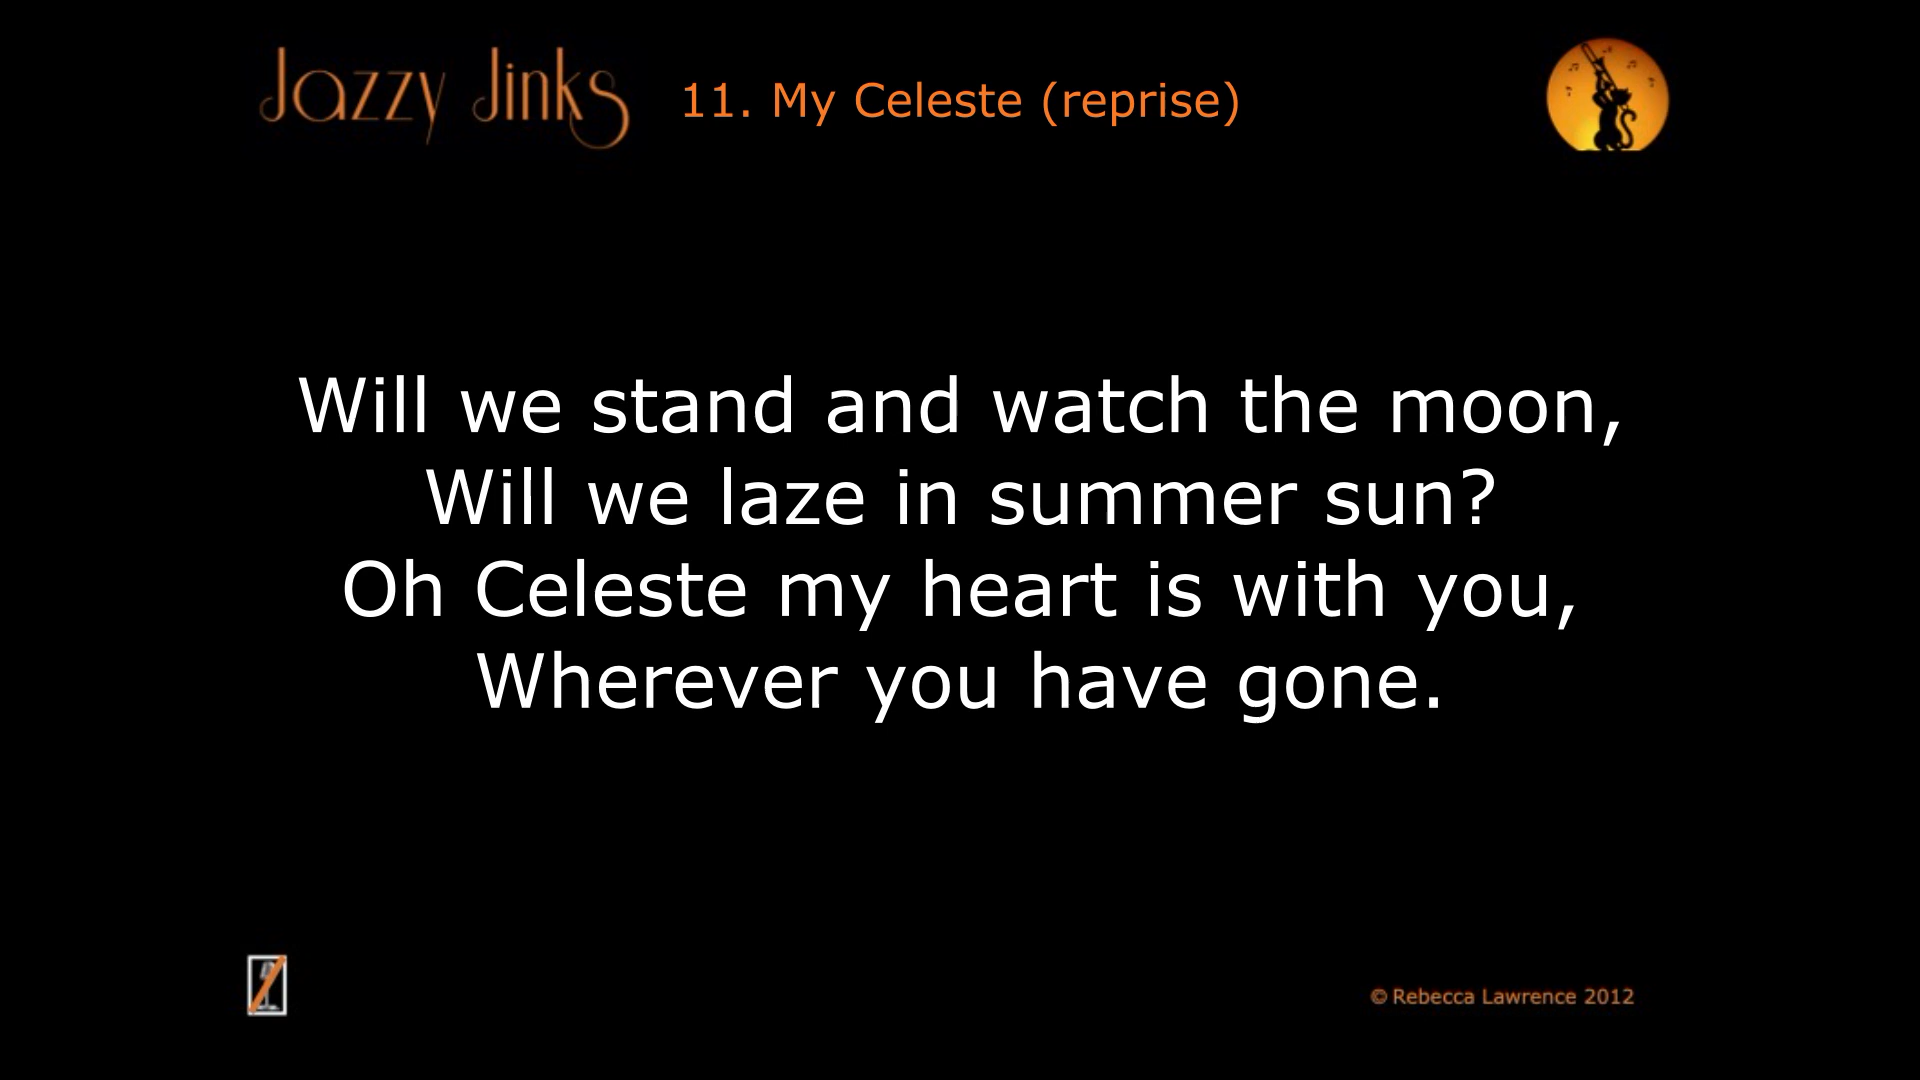 Jazzy Jinks
11. My Celeste (reprise)
Will we stand and watch the moon,
Will we laze in summer sun?
Oh Celeste my heart is with you,
Wherever you have gone.
© Rebecca Lawrence 2012